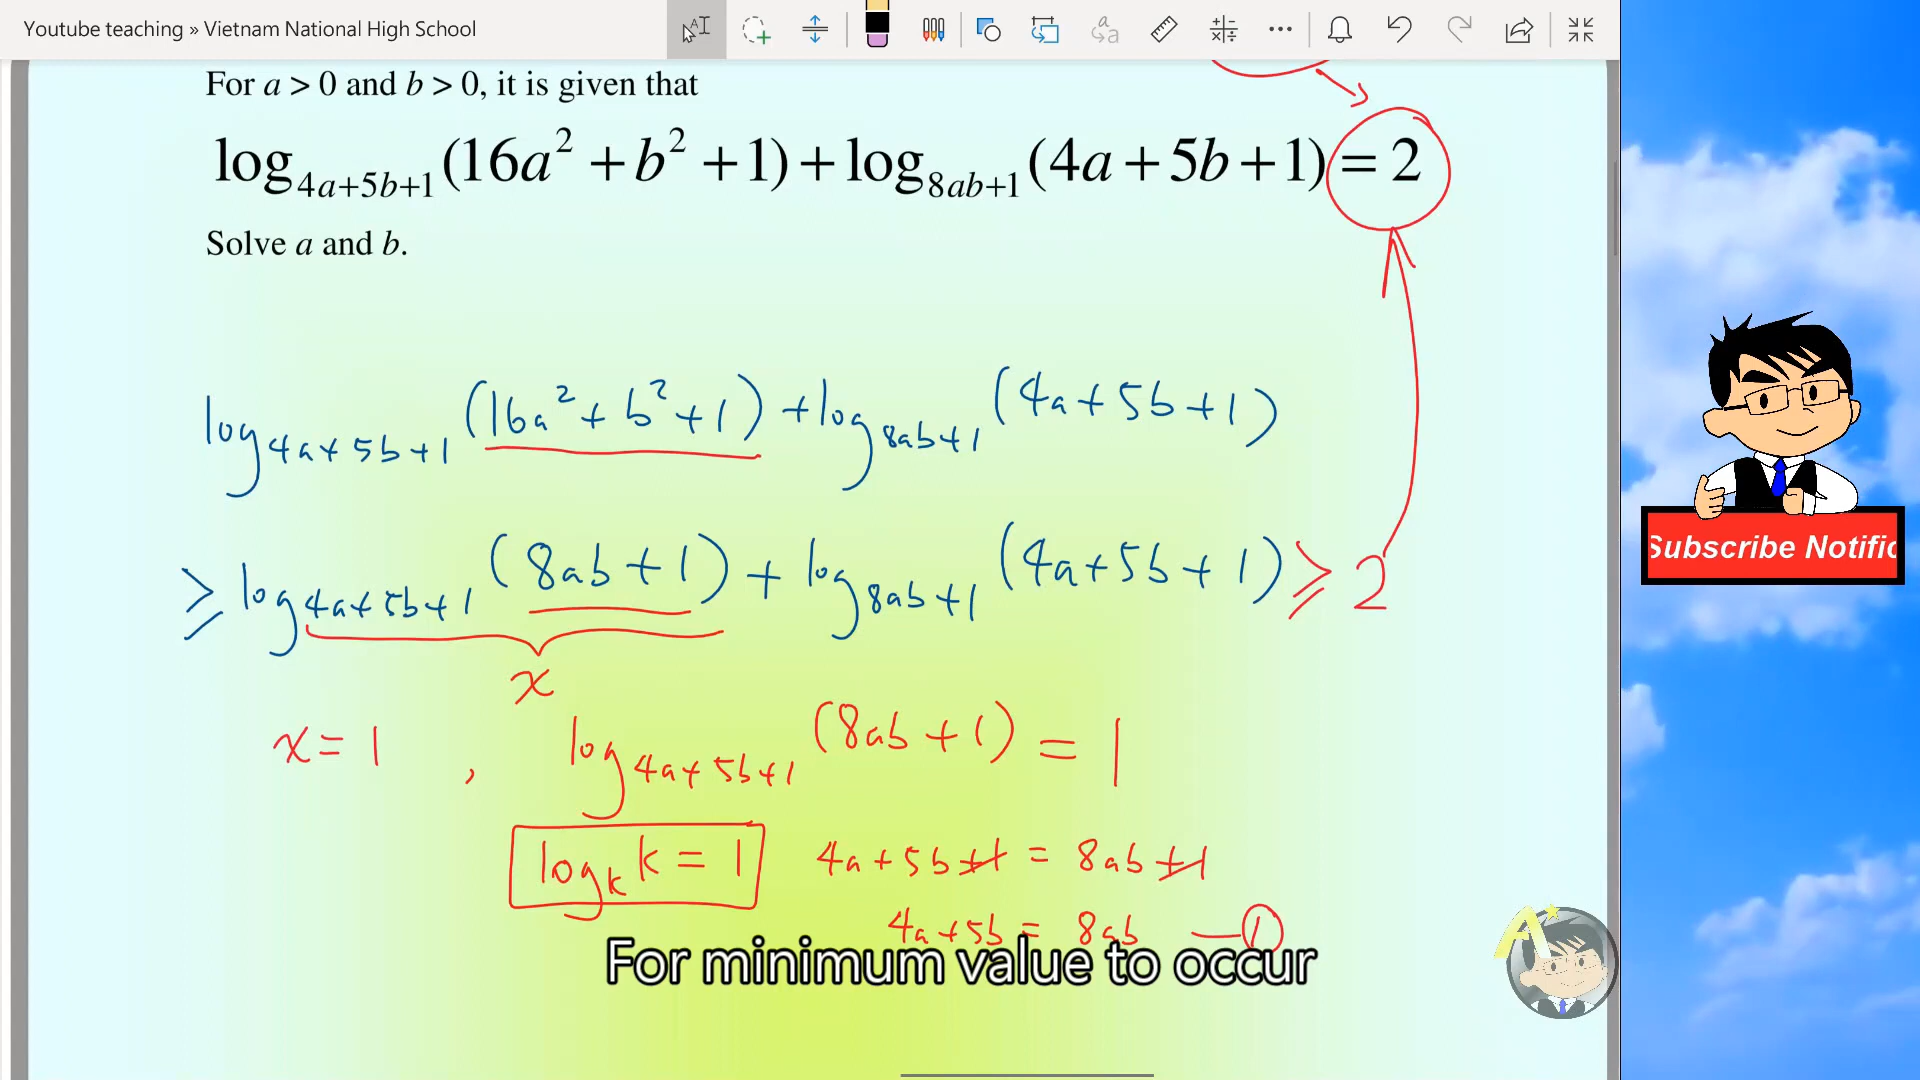 Youtube teaching » Vietnam National High School
For a > 0 and b > 0, it is given that
log₄ₐ₊₅b₊₁(16a² + b² + 1) + log₈ₐb₊₁(4a + 5b + 1) = 2
Solve a and b.
log₄ₐ₊₅b₊₁(16a² + b² + 1) + log₈ₐb₊₁(4a + 5b + 1)
≥ log₄ₐ₊₅b₊₁(8ab + 1) + log₈ₐb₊₁(4a + 5b + 1) ≥ 2
x
x = 1 , log₄ₐ₊₅b₊₁(8ab + 1) = 1
logₖ k = 1
4a + 5b + 1 = 8ab + 1
4a + 5b = 8ab — ①
For minimum value to occur
Subscribe Notific
A